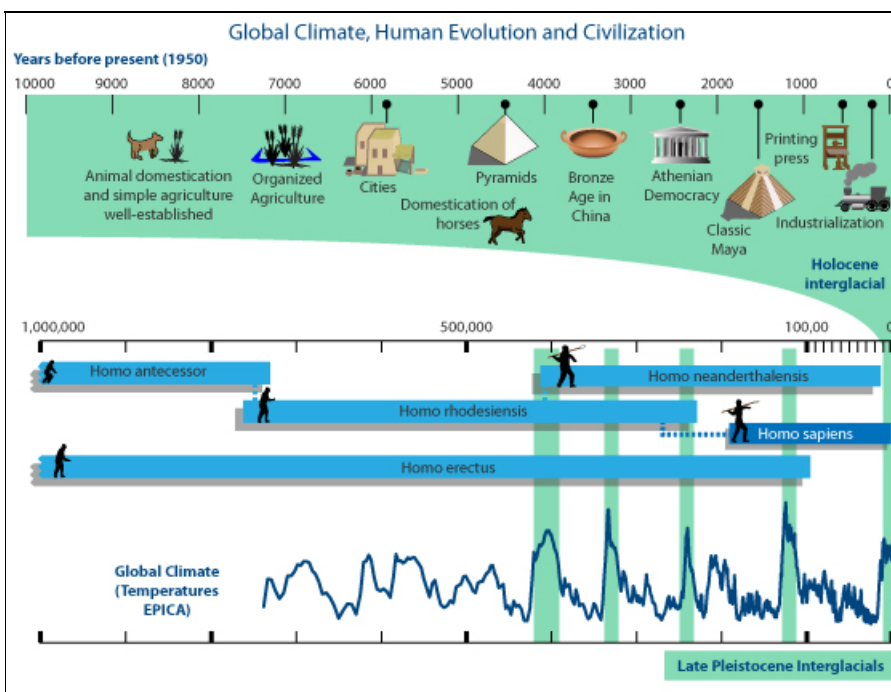 Global Climate, Human Evolution and Civilization
Years before present (1950)
10000 9000 8000 7000 6000 5000 4000 3000 2000 1000 0
Animal domestication
and simple agriculture
well-established
Organized
Agriculture
Cities
Pyramids
Domestication of
horses
Bronze
Age in
China
Athenian
Democracy
Classic
Maya
Printing
press
Industrialization
Holocene
interglacial
1,000,000 500,000 100,00 0
Homo antecessor
Homo neanderthalensis
Homo rhodesiensis
Homo sapiens
Homo erectus
Global Climate
(Temperatures
EPICA)
Late Pleistocene Interglacials